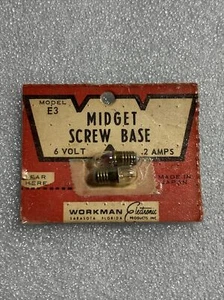 MODEL
E3
MIDGET
SCREW BASE
6 VOLT .2 AMPS
TEAR
HERE
MADE IN
JAPAN
WORKMAN Electronic
SARASOTA FLORIDA PRODUCTS INC.